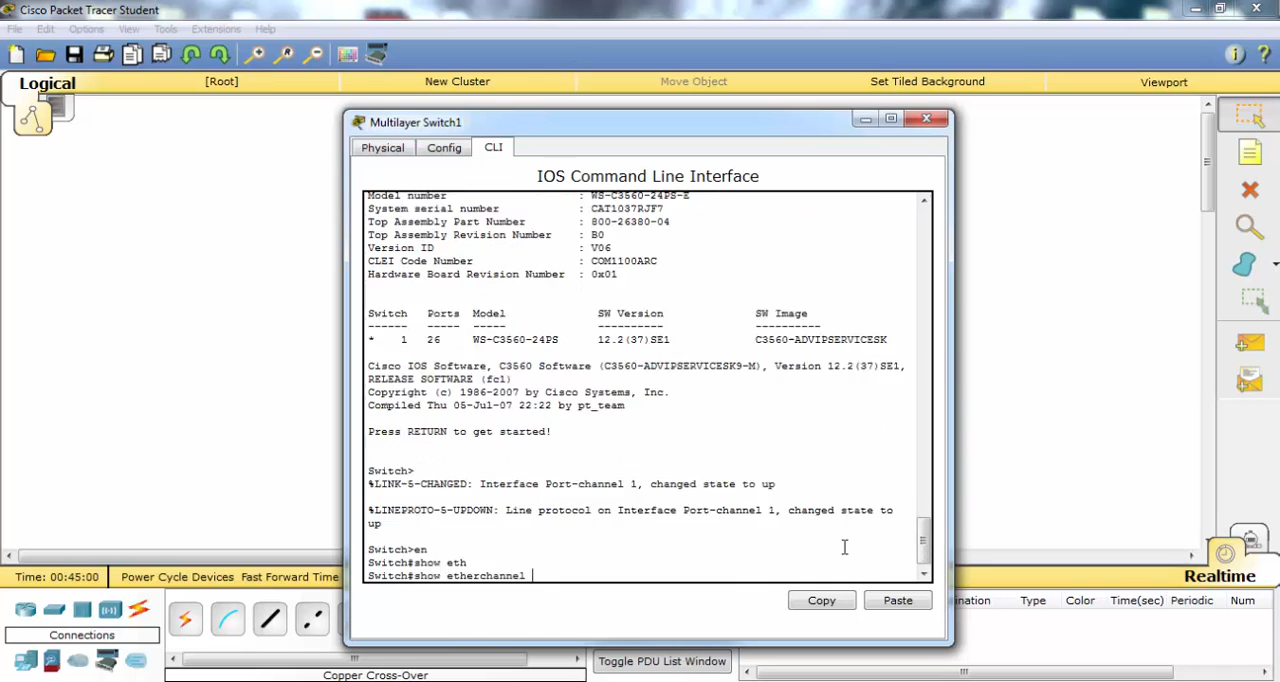 Cisco Packet Tracer Student
File Edit Options View Tools Extensions Help
Logical [Root] New Cluster Move Object Set Tiled Background Viewport
Multilayer Switch1
Physical Config CLI
IOS Command Line Interface
Model number : WS-C3560-24PS-E
System serial number : CAT1037RJF7
Top Assembly Part Number : 800-26380-04
Top Assembly Revision Number : B0
Version ID : V06
CLEI Code Number : COM1100ARC
Hardware Board Revision Number : 0x01
Switch Ports Model SW Version SW Image
------ ----- ----- ---------- ----------
* 1 26 WS-C3560-24PS 12.2(37)SE1 C3560-ADVIPSERVICESK
Cisco IOS Software, C3560 Software (C3560-ADVIPSERVICESK9-M), Version 12.2(37)SE1,
RELEASE SOFTWARE (fc1)
Copyright (c) 1986-2007 by Cisco Systems, Inc.
Compiled Thu 05-Jul-07 22:22 by pt_team
Press RETURN to get started!
Switch>
%LINK-5-CHANGED: Interface Port-channel 1, changed state to up
%LINEPROTO-5-UPDOWN: Line protocol on Interface Port-channel 1, changed state to
up
Switch>en
Switch#show eth
Switch#show etherchannel
Copy Paste
Time: 00:45:00 Power Cycle Devices Fast Forward Time Realtime
ination Type Color Time(sec) Periodic Num
Connections
Toggle PDU List Window
Copper Cross-Over